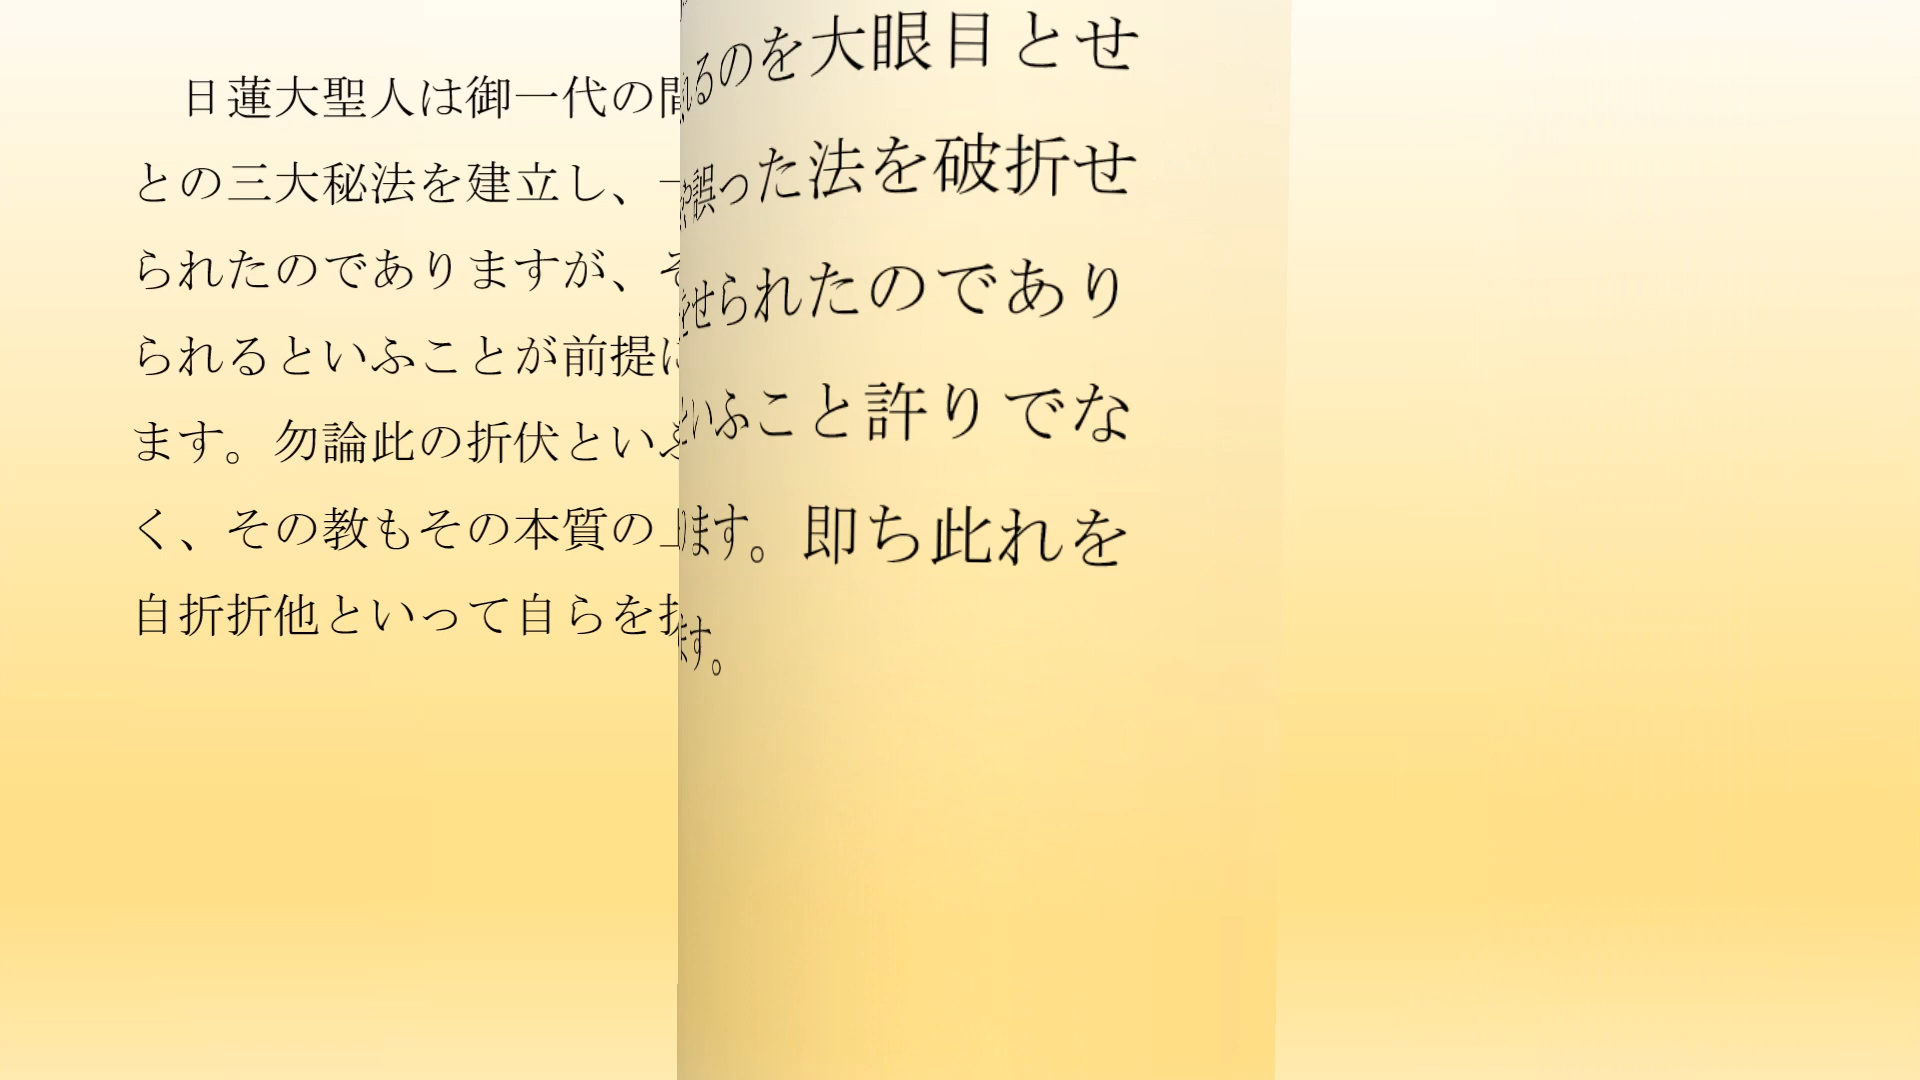 日蓮大聖人は御一代の間
との三大秘法を建立し、一
られたのでありますが、そ
られるといふことが前提に
ます。勿論此の折伏といふ
く、その教もその本質の上
自折折他といって自らを折
るのを大眼目とせ
誤った法を破折せ
せられたのであり
といふこと許りでな
ります。即ち此れを
ます。